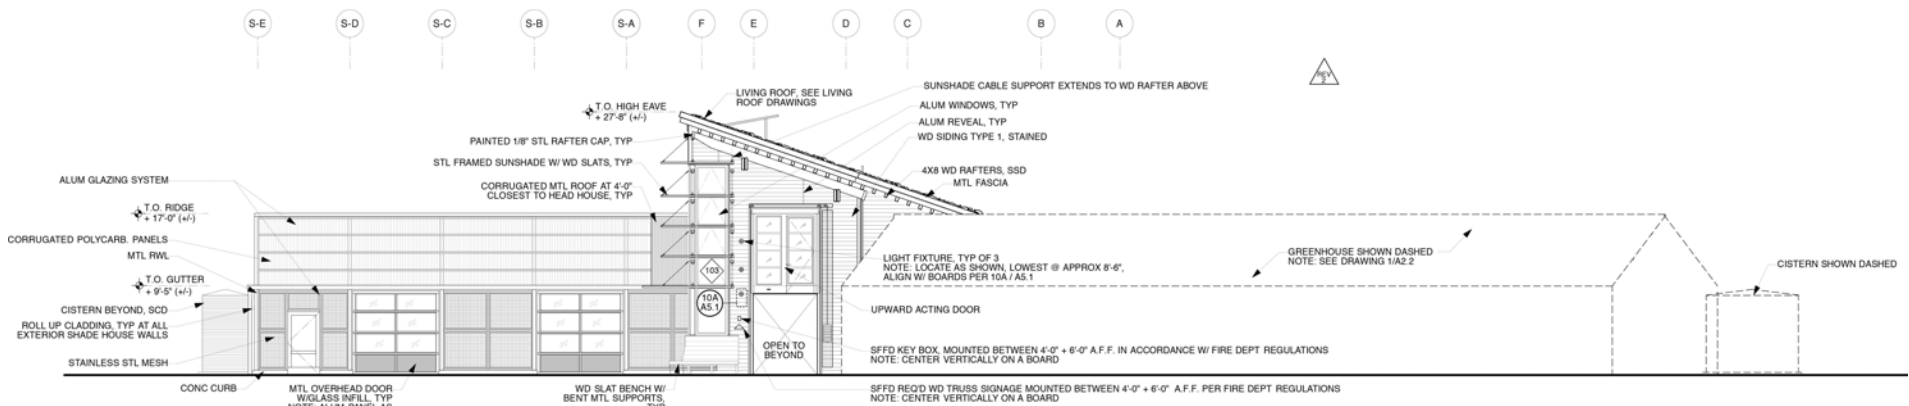 S-E
S-D
S-C
S-B
S-A
F
E
D
C
B
A
REV
2
T.O. HIGH EAVE
+ 27'-8" (+/-)
LIVING ROOF, SEE LIVING
ROOF DRAWINGS
SUNSHADE CABLE SUPPORT EXTENDS TO WD RAFTER ABOVE
ALUM WINDOWS, TYP
ALUM REVEAL, TYP
WD SIDING TYPE 1, STAINED
PAINTED 1/8" STL RAFTER CAP, TYP
STL FRAMED SUNSHADE W/ WD SLATS, TYP
CORRUGATED MTL ROOF AT 4'-0"
CLOSEST TO HEAD HOUSE, TYP
4X8 WD RAFTERS, SSD
MTL FASCIA
ALUM GLAZING SYSTEM
T.O. RIDGE
+ 17'-0" (+/-)
CORRUGATED POLYCARB. PANELS
MTL RWL
T.O. GUTTER
+ 9'-5" (+/-)
CISTERN BEYOND, SCD
ROLL UP CLADDING, TYP AT ALL
EXTERIOR SHADE HOUSE WALLS
STAINLESS STL MESH
CONC CURB
MTL OVERHEAD DOOR
W/GLASS INFILL, TYP
NOTE: ALUM PANEL AS
WD SLAT BENCH W/
BENT MTL SUPPORTS,
TYP
103
10A
A5.1
OPEN TO
BEYOND
LIGHT FIXTURE, TYP OF 3
NOTE: LOCATE AS SHOWN, LOWEST @ APPROX 8'-6",
ALIGN W/ BOARDS PER 10A / A5.1
UPWARD ACTING DOOR
SFFD KEY BOX, MOUNTED BETWEEN 4'-0" + 6'-0" A.F.F. IN ACCORDANCE W/ FIRE DEPT REGULATIONS
NOTE: CENTER VERTICALLY ON A BOARD
SFFD REQ'D WD TRUSS SIGNAGE MOUNTED BETWEEN 4'-0" + 6'-0" A.F.F. PER FIRE DEPT REGULATIONS
NOTE: CENTER VERTICALLY ON A BOARD
GREENHOUSE SHOWN DASHED
NOTE: SEE DRAWING 1/A2.2
CISTERN SHOWN DASHED